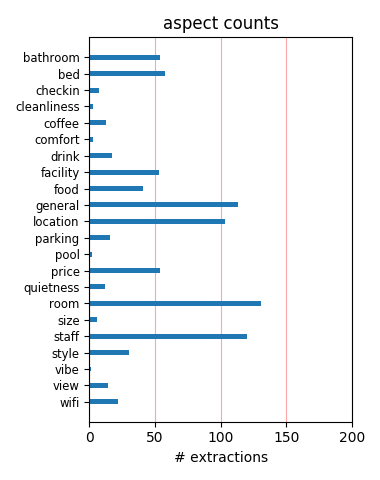 aspect counts
bathroom
bed
checkin
cleanliness
coffee
comfort
drink
facility
food
general
location
parking
pool
price
quietness
room
size
staff
style
vibe
view
wifi
0 50 100 150 200
# extractions